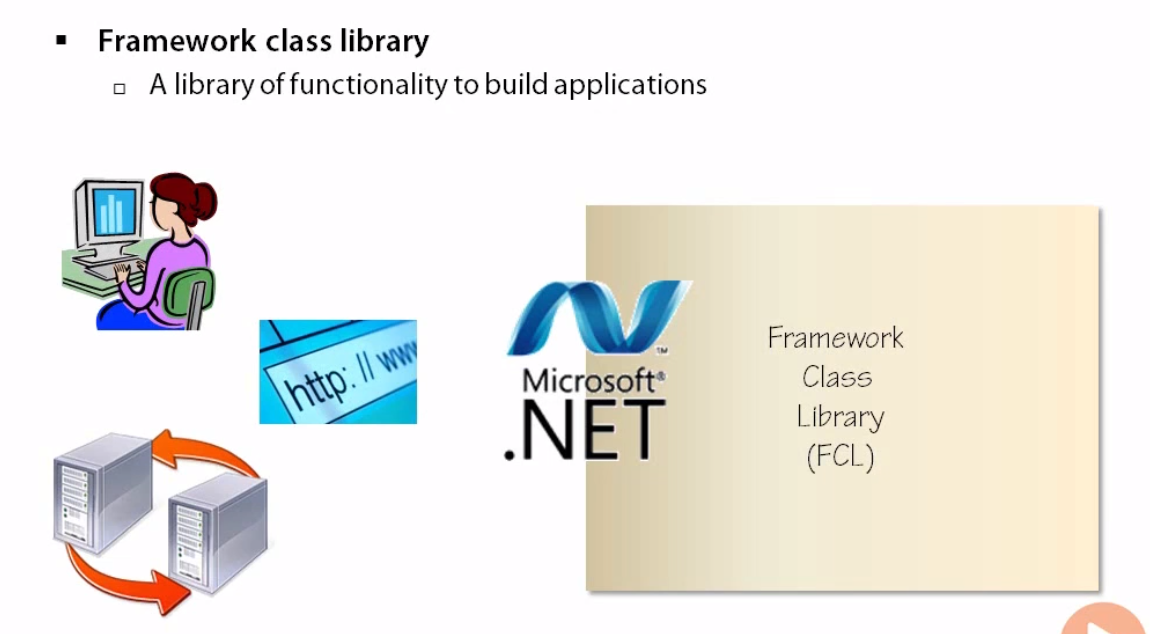 Framework class library
A library of functionality to build applications
http: // www
Framework
Class
Library
(FCL)
Microsoft®
.NET